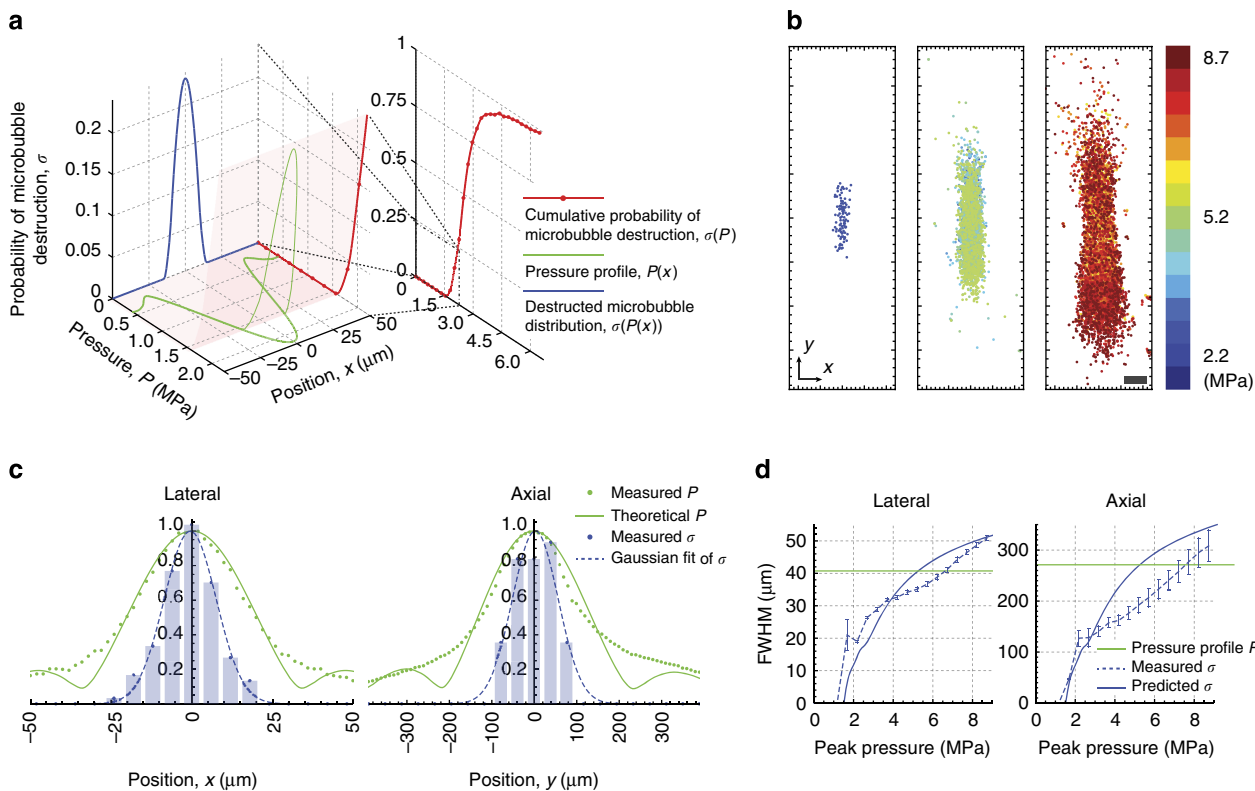 a
Probability of microbubble
destruction, σ
0.2
0.15
0.1
0.05
0
0.5
1.0
1.5
2.0
Pressure, P (MPa)
−50
−25
0
25
50
Position, x (μm)
1
0.75
0.5
0.25
0
0
1.5
3.0
4.5
6.0
Cumulative probability of
microbubble destruction, σ(P)
Pressure profile, P(x)
Destructed microbubble
distribution, σ(P(x))
b
y
x
8.7
5.2
2.2
(MPa)
c
Lateral
1.0
0.8
0.6
0.4
0.2
−50
−25
0
25
50
Position, x (μm)
Axial
1.0
0.8
0.6
0.4
0.2
−300
−200
−100
0
100
200
300
Position, y (μm)
Measured P
Theoretical P
Measured σ
Gaussian fit of σ
d
Lateral
FWHM (μm)
50
40
30
20
10
0
0
2
4
6
8
Peak pressure (MPa)
Axial
300
200
100
0
0
2
4
6
8
Peak pressure (MPa)
Pressure profile P
Measured σ
Predicted σ